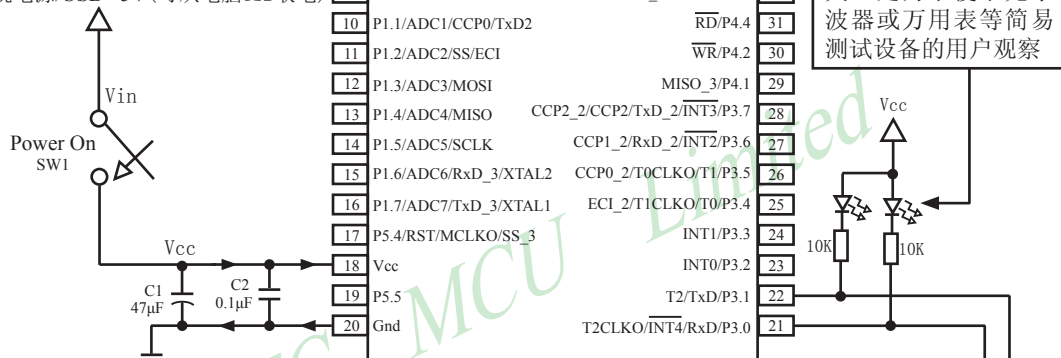 10 P1.1/ADC1/CCP0/TxD2
11 P1.2/ADC2/SS/ECI
12 P1.3/ADC3/MOSI
13 P1.4/ADC4/MISO
14 P1.5/ADC5/SCLK
15 P1.6/ADC6/RxD_3/XTAL2
16 P1.7/ADC7/TxD_3/XTAL1
17 P5.4/RST/MCLKO/SS_3
18 Vcc
19 P5.5
20 Gnd
RD/P4.4 31
WR/P4.2 30
MISO_3/P4.1 29
CCP2_2/CCP2/TxD_2/INT3/P3.7 28
CCP1_2/RxD_2/INT2/P3.6 27
CCP0_2/T0CLKO/T1/P3.5 26
ECI_2/T1CLKO/T0/P3.4 25
INT1/P3.3 24
INT0/P3.2 23
T2/TxD/P3.1 22
T2CLKO/INT4/RxD/P3.0 21
Vin
Power On
SW1
Vcc
C1
47μF
C2
0.1μF
波器或万用表等简易
测试设备的用户观察
Vcc
10K
10K
MCU Limited